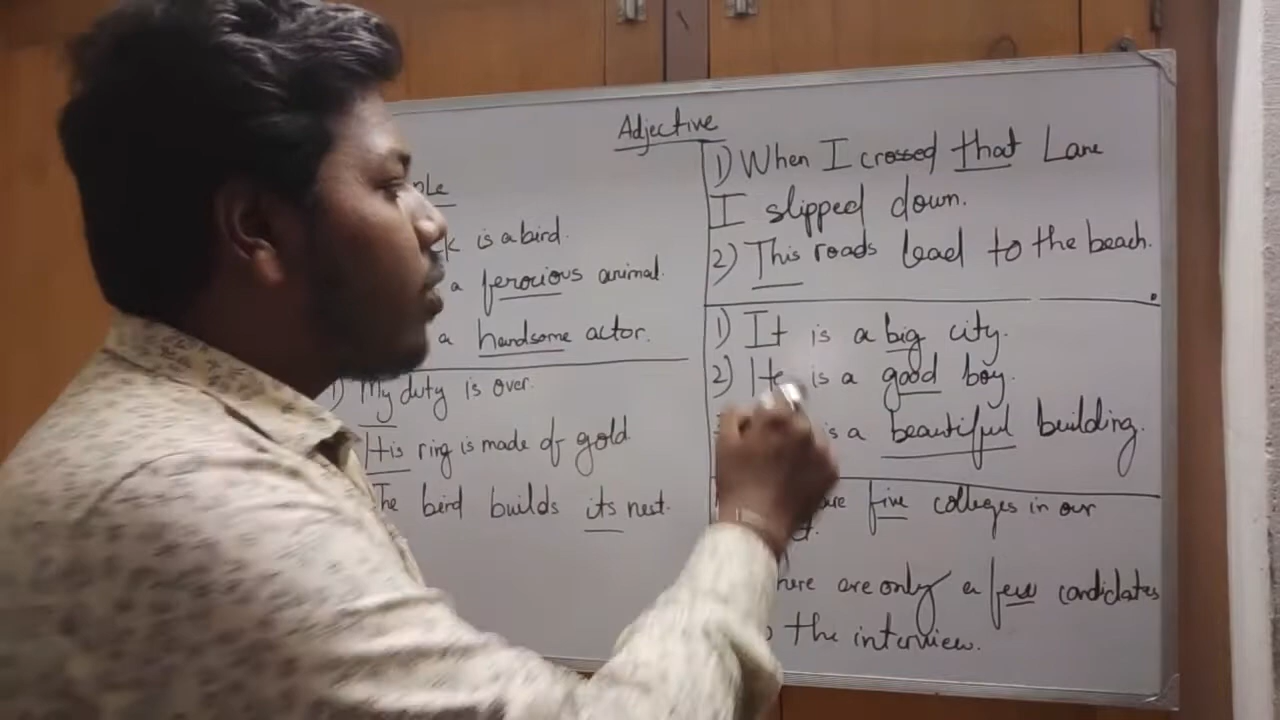 Adjective
is a bird.
a ferocious animal.
a handsome actor.
1) My duty is over.
His ring is made of gold.
The bird builds its nest.
1) When I crossed that Lane
I slipped down.
2) This roads lead to the beach.
1) It is a big city.
2) He is a good boy.
is a beautiful building.
five colleges in our
are only a few candidates
the interview.